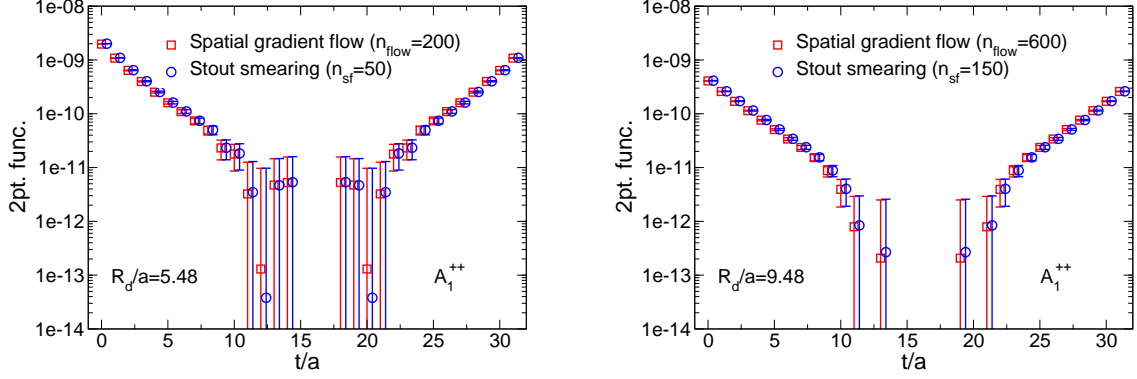 1e-08
1e-09
1e-10
1e-11
1e-12
1e-13
1e-14
2pt. func.
Spatial gradient flow (n_flow=200)
Stout smearing (n_sf=50)
R_d/a=5.48
A_1^++
0 5 10 15 20 25 30
t/a
1e-08
1e-09
1e-10
1e-11
1e-12
1e-13
1e-14
2pt. func.
Spatial gradient flow (n_flow=600)
Stout smearing (n_sf=150)
R_d/a=9.48
A_1^++
0 5 10 15 20 25 30
t/a